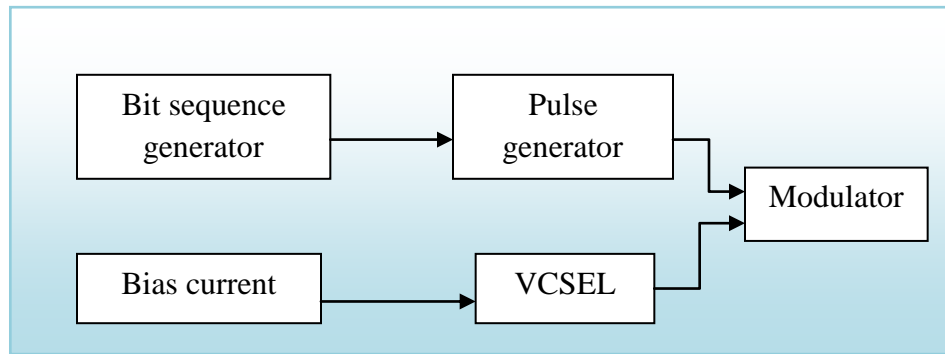 Bit sequence
generator
Pulse
generator
Modulator
Bias current
VCSEL